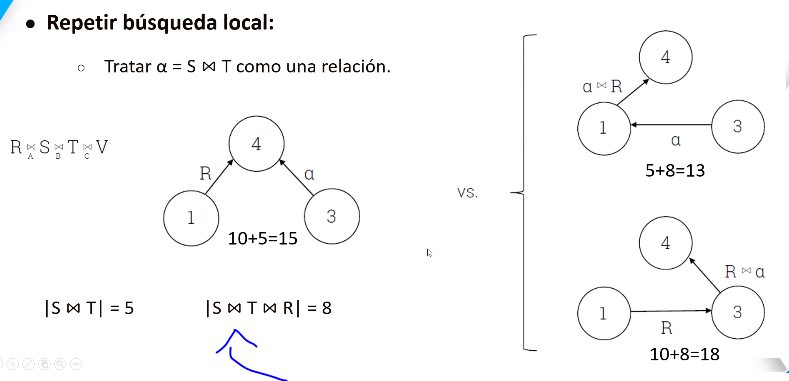 • Repetir búsqueda local:
○ Tratar α = S ⋈ T como una relación.
R ⋈ S ⋈ T ⋈ V
A B C
4
R α
1 3
10+5=15
|S ⋈ T| = 5 |S ⋈ T ⋈ R| = 8
vs.
4
α ⋈ R
1 3
α
5+8=13
4
R ⋈ α
1 3
R
10+8=18